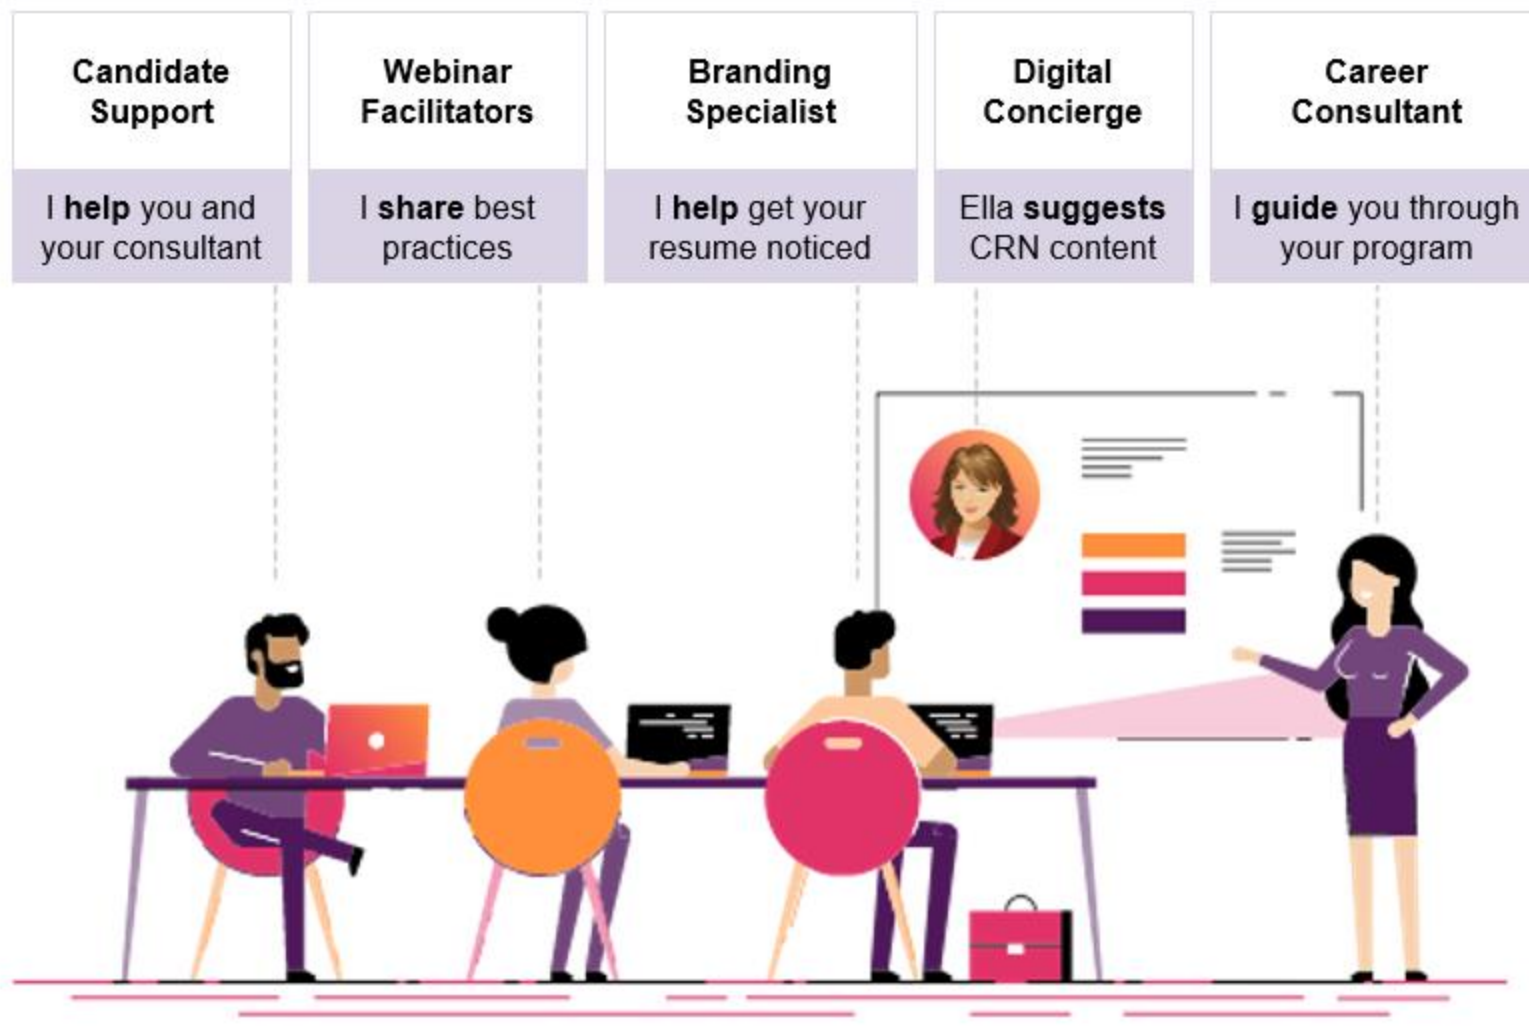 Candidate
Support
I help you and
your consultant
Webinar
Facilitators
I share best
practices
Branding
Specialist
I help get your
resume noticed
Digital
Concierge
Ella suggests
CRN content
Career
Consultant
I guide you through
your program